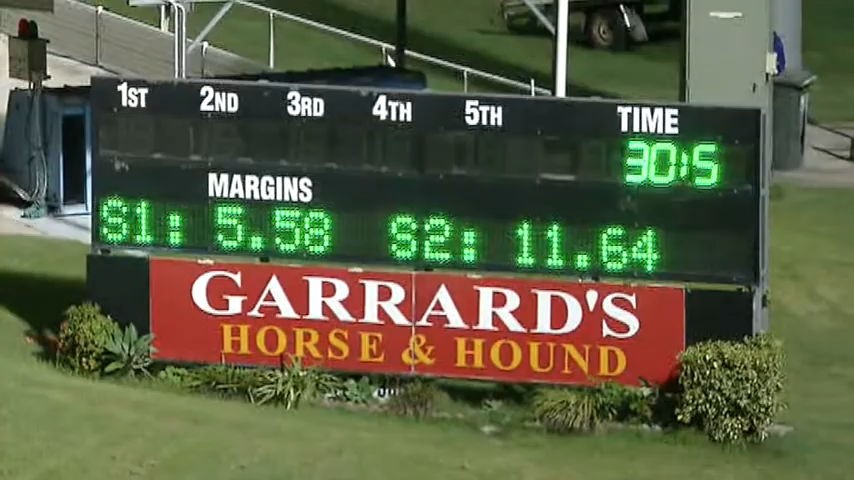 1ST 2ND 3RD 4TH 5TH TIME
30:5
MARGINS
S1: 5.58 S2: 11.64
GARRARD'S
HORSE & HOUND